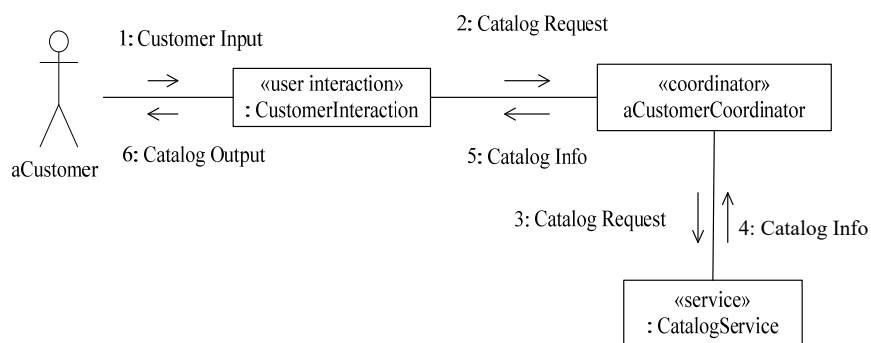 1: Customer Input
2: Catalog Request
«user interaction»
: CustomerInteraction
«coordinator»
aCustomerCoordinator
6: Catalog Output
5: Catalog Info
aCustomer
3: Catalog Request
4: Catalog Info
«service»
: CatalogService